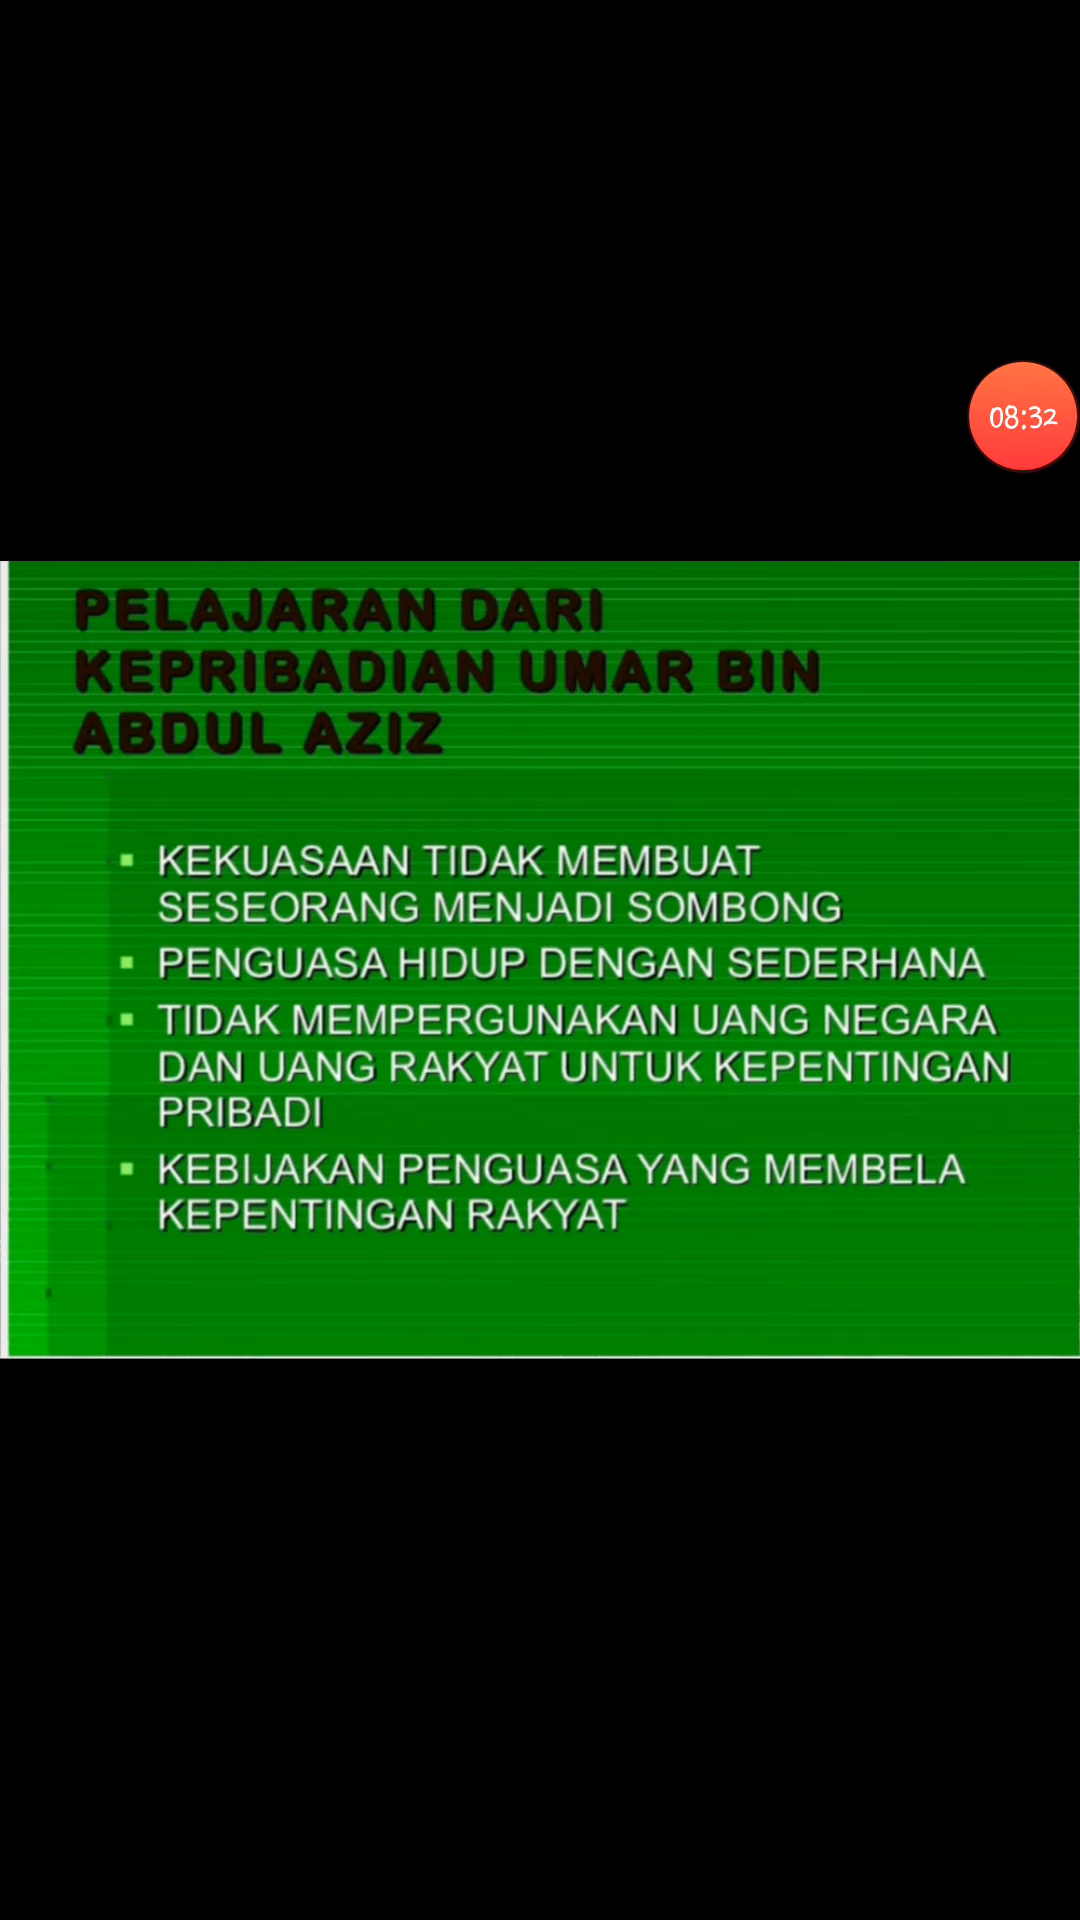 08:32
PELAJARAN DARI
KEPRIBADIAN UMAR BIN
ABDUL AZIZ
KEKUASAAN TIDAK MEMBUAT
SESEORANG MENJADI SOMBONG
PENGUASA HIDUP DENGAN SEDERHANA
TIDAK MEMPERGUNAKAN UANG NEGARA
DAN UANG RAKYAT UNTUK KEPENTINGAN
PRIBADI
KEBIJAKAN PENGUASA YANG MEMBELA
KEPENTINGAN RAKYAT